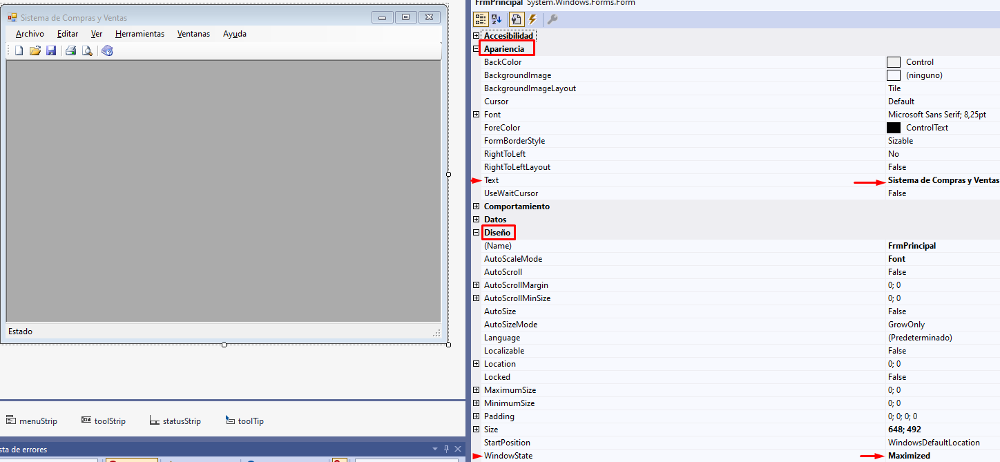 Sistema de Compras y Ventas
Archivo Editar Ver Herramientas Ventanas Ayuda
Estado
menuStrip toolStrip statusStrip toolTip
sta de errores
FrmPrincipal System.Windows.Forms.Form
Accesibilidad
Apariencia
BackColor Control
BackgroundImage (ninguno)
BackgroundImageLayout Tile
Cursor Default
Font Microsoft Sans Serif; 8,25pt
ForeColor ControlText
FormBorderStyle Sizable
RightToLeft No
RightToLeftLayout False
Text Sistema de Compras y Ventas
UseWaitCursor False
Comportamiento
Datos
Diseño
(Name) FrmPrincipal
AutoScaleMode Font
AutoScroll False
AutoScrollMargin 0; 0
AutoScrollMinSize 0; 0
AutoSize False
AutoSizeMode GrowOnly
Language (Predeterminado)
Localizable False
Location 0; 0
Locked False
MaximumSize 0; 0
MinimumSize 0; 0
Padding 0; 0; 0; 0
Size 648; 492
StartPosition WindowsDefaultLocation
WindowState Maximized